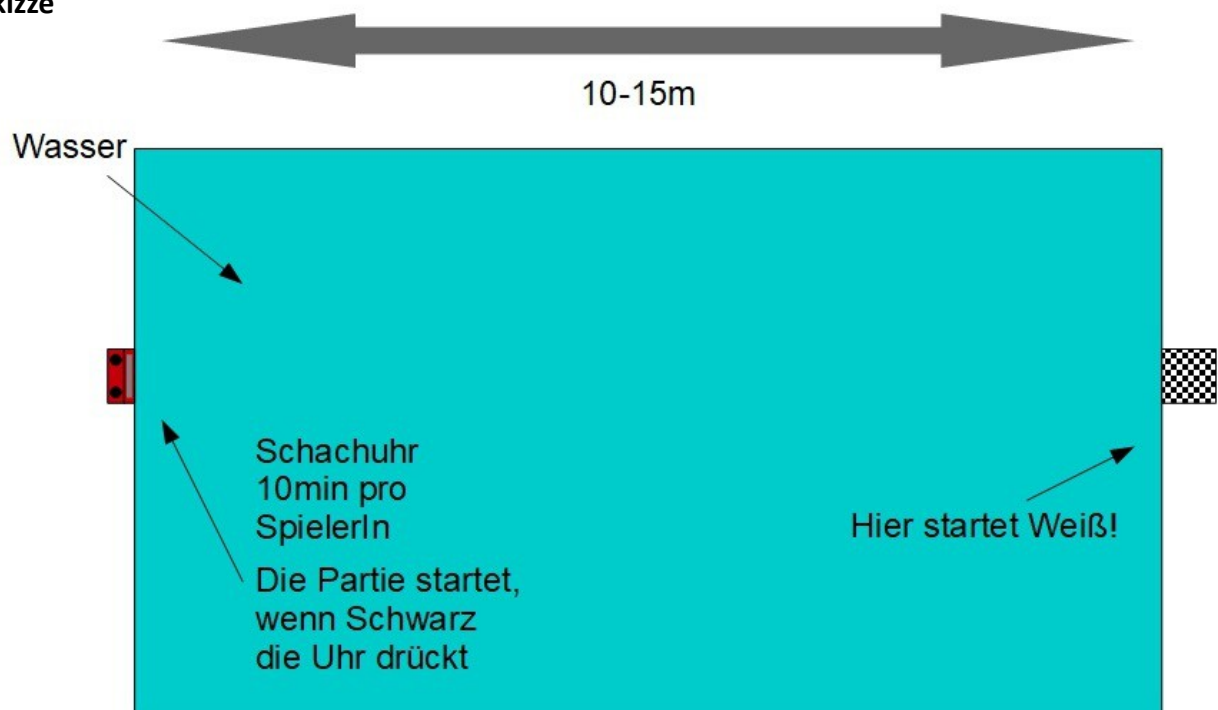 kizze
10-15m
Wasser
Schachuhr
10min pro
SpielerIn
Die Partie startet,
wenn Schwarz
die Uhr drückt
Hier startet Weiß!